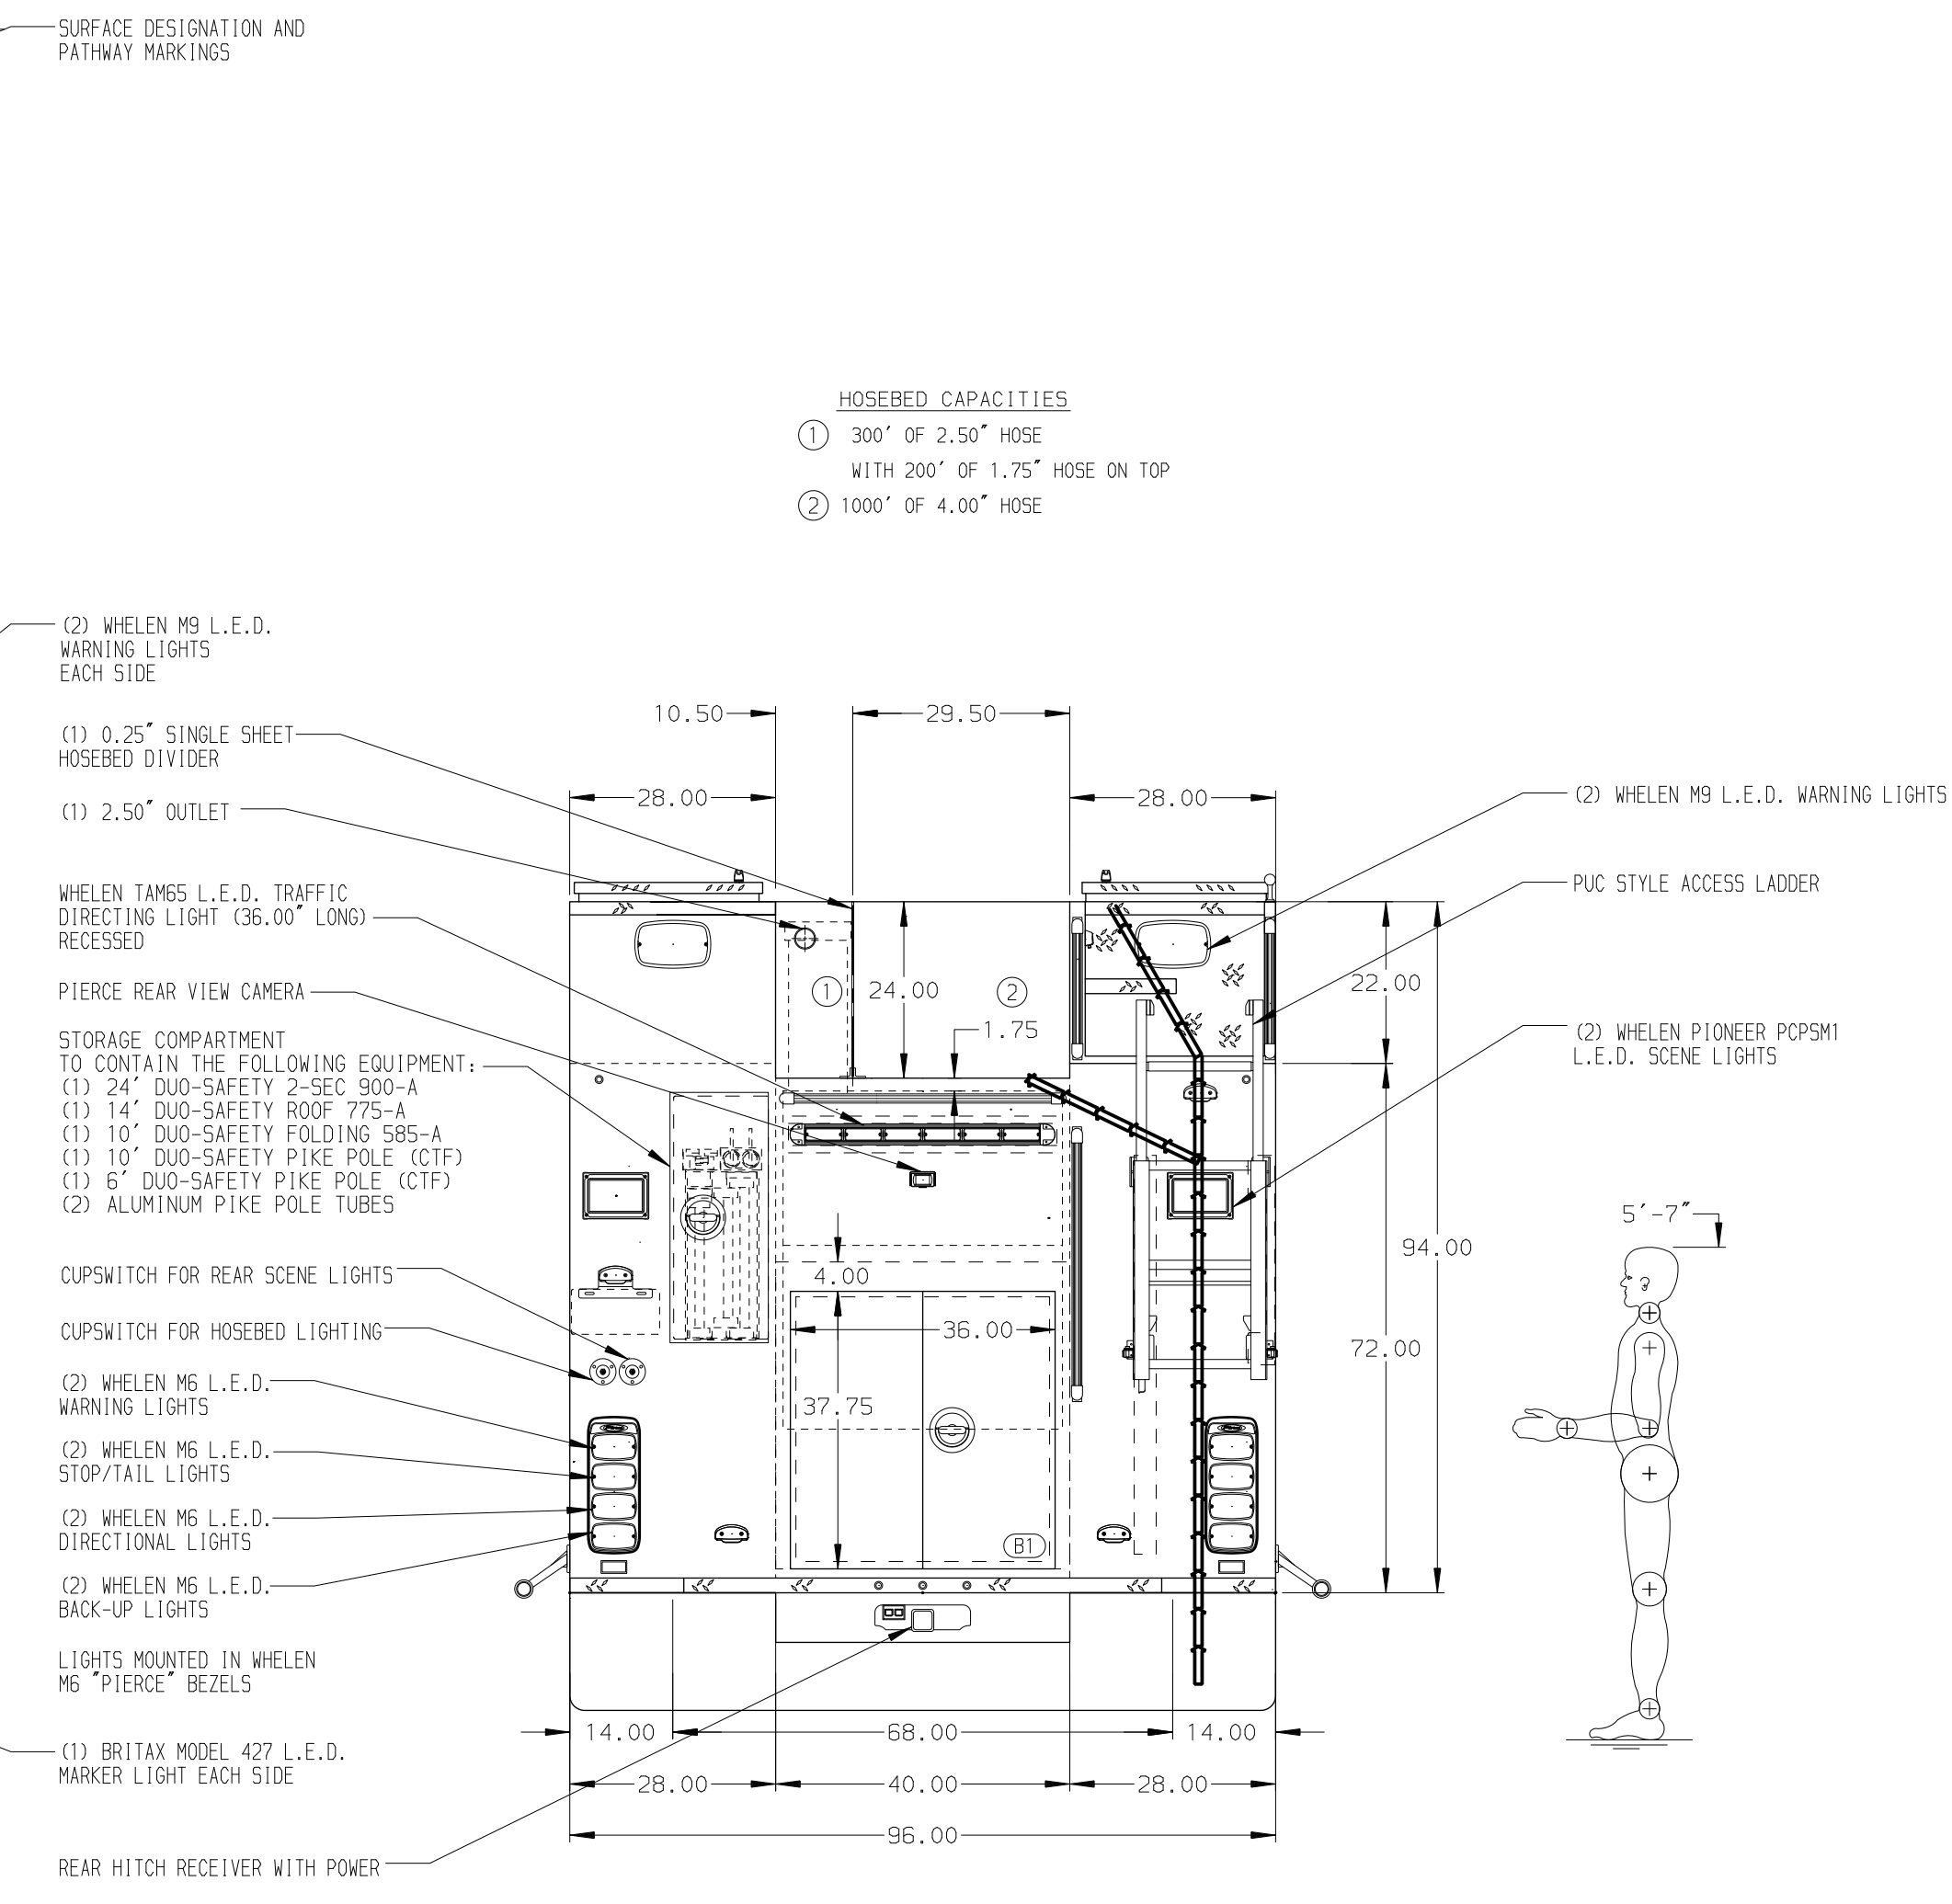 SURFACE DESIGNATION AND
PATHWAY MARKINGS
HOSEBED CAPACITIES
1 300' OF 2.50" HOSE
WITH 200' OF 1.75" HOSE ON TOP
2 1000' OF 4.00" HOSE
(2) WHELEN M9 L.E.D.
WARNING LIGHTS
EACH SIDE
(1) 0.25" SINGLE SHEET
HOSEBED DIVIDER
(1) 2.50" OUTLET
WHELEN TAM65 L.E.D. TRAFFIC
DIRECTING LIGHT (36.00" LONG)
RECESSED
PIERCE REAR VIEW CAMERA
STORAGE COMPARTMENT
TO CONTAIN THE FOLLOWING EQUIPMENT:
(1) 24' DUO-SAFETY 2-SEC 900-A
(1) 14' DUO-SAFETY ROOF 775-A
(1) 10' DUO-SAFETY FOLDING 585-A
(1) 10' DUO-SAFETY PIKE POLE (CTF)
(1) 6' DUO-SAFETY PIKE POLE (CTF)
(2) ALUMINUM PIKE POLE TUBES
CUPSWITCH FOR REAR SCENE LIGHTS
CUPSWITCH FOR HOSEBED LIGHTING
(2) WHELEN M6 L.E.D.
WARNING LIGHTS
(2) WHELEN M6 L.E.D.
STOP/TAIL LIGHTS
(2) WHELEN M6 L.E.D.
DIRECTIONAL LIGHTS
(2) WHELEN M6 L.E.D.
BACK-UP LIGHTS
LIGHTS MOUNTED IN WHELEN
M6 "PIERCE" BEZELS
(1) BRITAX MODEL 427 L.E.D.
MARKER LIGHT EACH SIDE
REAR HITCH RECEIVER WITH POWER
10.50
29.50
28.00
28.00
1
24.00
2
1.75
22.00
94.00
4.00
36.00
72.00
37.75
B1
14.00
68.00
14.00
28.00
40.00
28.00
96.00
(2) WHELEN M9 L.E.D. WARNING LIGHTS
PUC STYLE ACCESS LADDER
(2) WHELEN PIONEER PCPSM1
L.E.D. SCENE LIGHTS
5'-7"